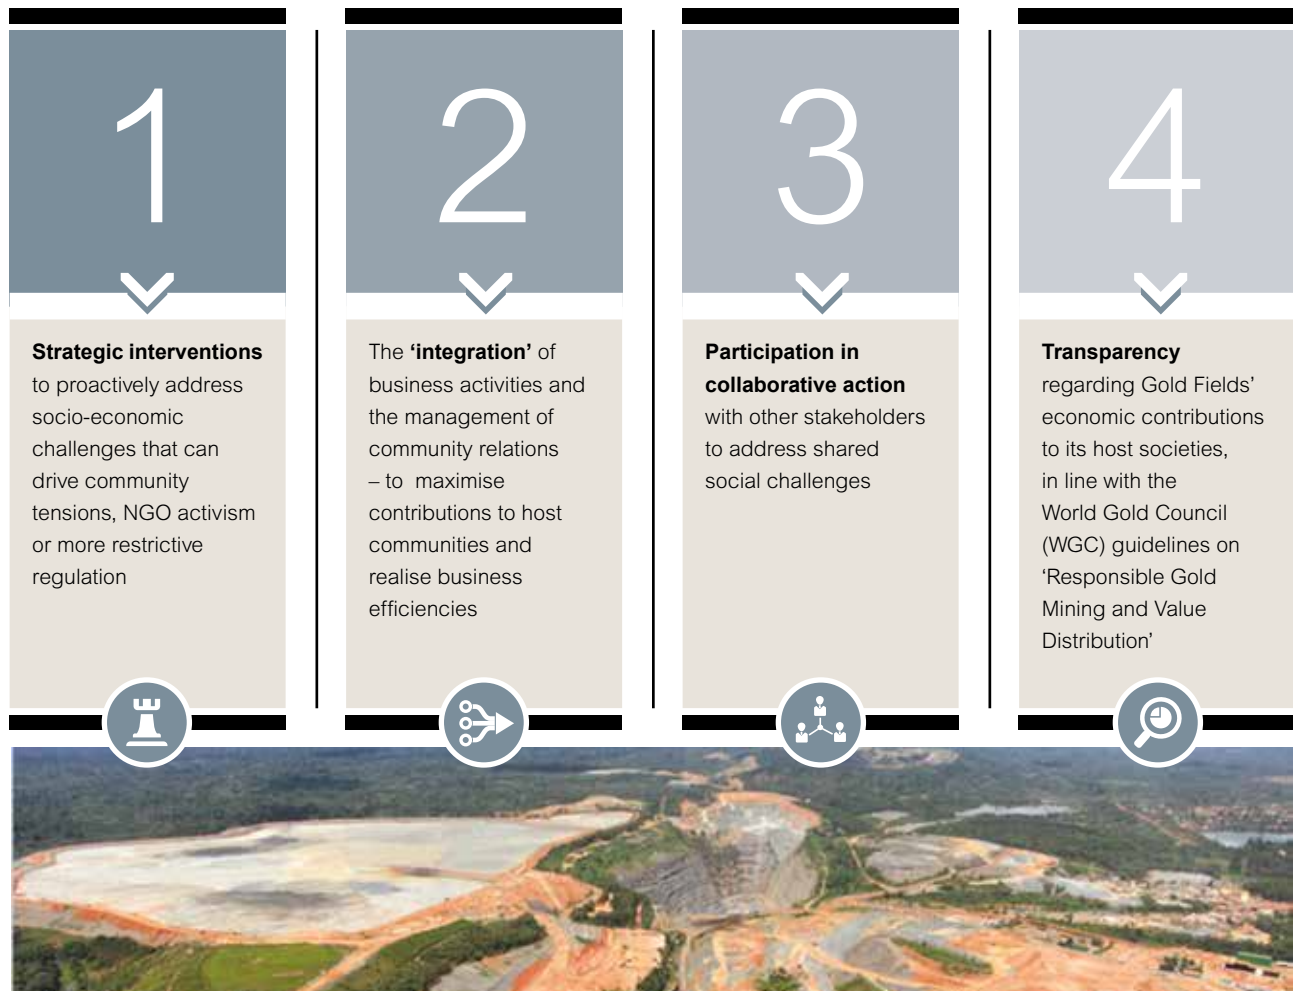 1
Strategic interventions
to proactively address
socio-economic
challenges that can
drive community
tensions, NGO activism
or more restrictive
regulation
2
The ‘integration’ of
business activities and
the management of
community relations
– to  maximise
contributions to host
communities and
realise business
efficiencies
3
Participation in
collaborative action
with other stakeholders
to address shared
social challenges
4
Transparency
regarding Gold Fields’
economic contributions
to its host societies,
in line with the
World Gold Council
(WGC) guidelines on
‘Responsible Gold
Mining and Value
Distribution’